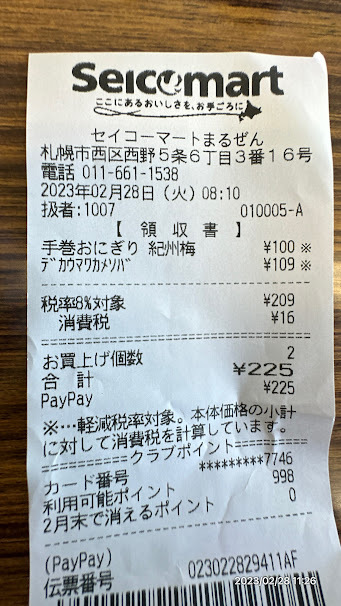 Seicomart
ここにあるおいしさを、お手ごろに
セイコーマートまるぜん
札幌市西区西野5条6丁目3番16号
電話 011-661-1538
2023年02月28日(火)08:10
扱者:1007 010005-A
【 領 収 書 】
手巻おにぎり 紀州梅 ¥100 ※
デカウマワカメソバ ¥109 ※
税率8%対象 ¥209
消費税 ¥16
お買上げ個数 2
合 計 ¥225
PayPay ¥225
※…軽減税率対象。本体価格の小計
に対して消費税を計算しています。
==========クラブポイント==========
カード番号 *********7746
利用可能ポイント 998
2月末で消えるポイント 0
(PayPay)
伝票番号 023022829411AF
2023/02/28 11:26